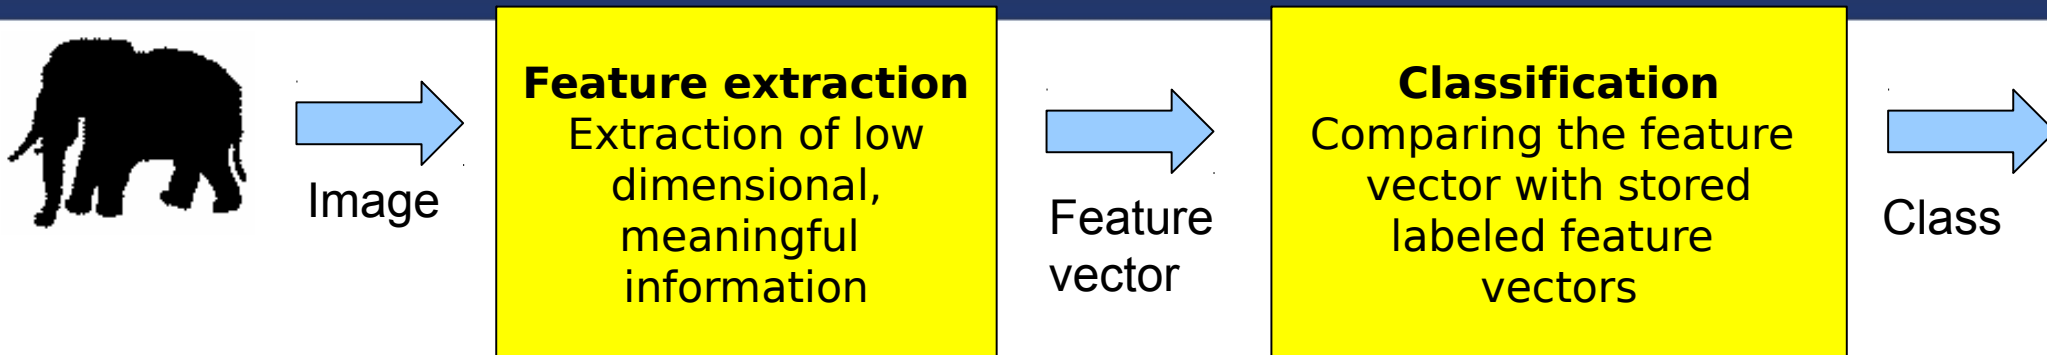 Image
Feature extraction
Extraction of low
dimensional,
meaningful
information
Feature
vector
Classification
Comparing the feature
vector with stored
labeled feature
vectors
Class